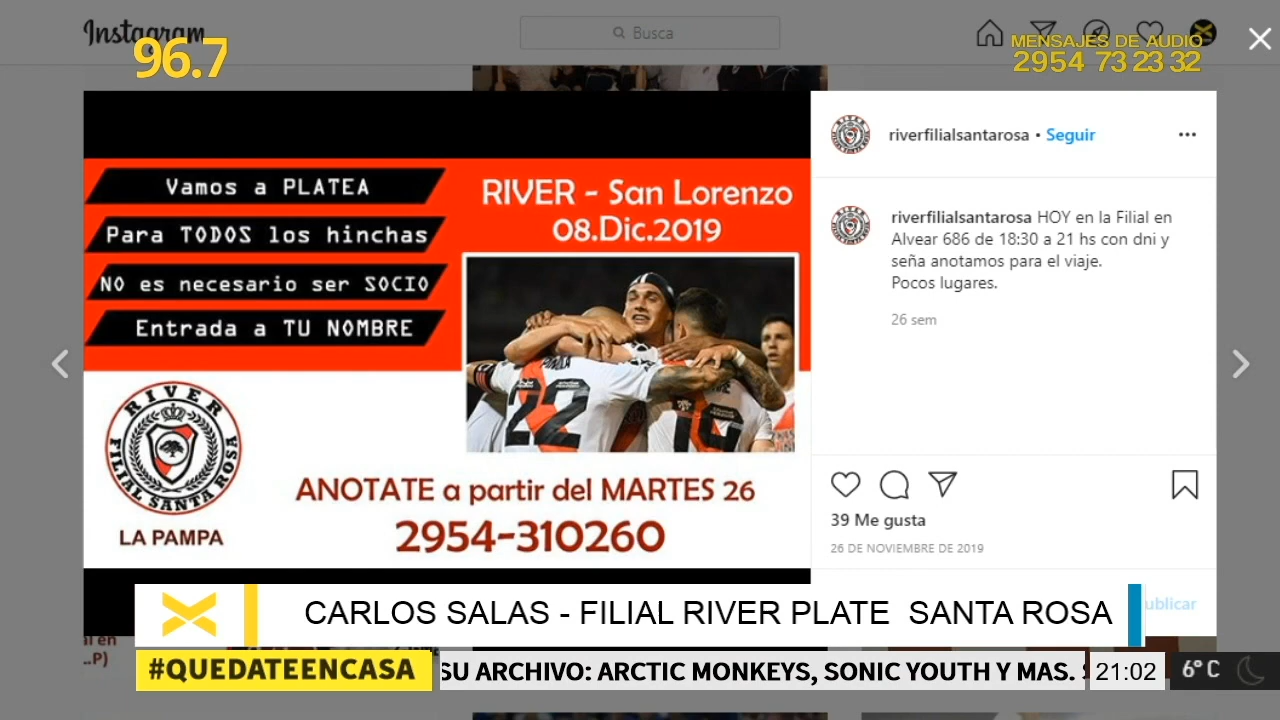 Instagram
Busca
96.7
MENSAJES DE AUDIO
2954 73 23 32
Vamos a PLATEA
Para TODOS los hinchas
NO es necesario ser SOCIO
Entrada a TU NOMBRE
RIVER - San Lorenzo
08.Dic.2019
22
19
RIVER
FILIAL SANTA ROSA
LA PAMPA
ANOTATE a partir del MARTES 26
2954-310260
riverfilialsantarosa • Seguir
riverfilialsantarosa HOY en la Filial en
Alvear 686 de 18:30 a 21 hs con dni y
seña anotamos para el viaje.
Pocos lugares.
26 sem
39 Me gusta
26 DE NOVIEMBRE DE 2019
ublicar
al en
..P)
CARLOS SALAS - FILIAL RIVER PLATE SANTA ROSA
#QUEDATEENCASA
SU ARCHIVO: ARCTIC MONKEYS, SONIC YOUTH Y MAS.
21:02
6° C